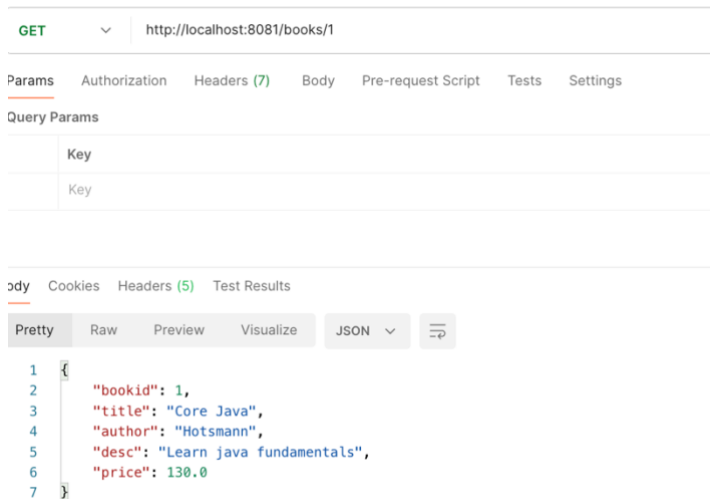 GET http://localhost:8081/books/1
Params Authorization Headers (7) Body Pre-request Script Tests Settings
Query Params
Key
Key
ody Cookies Headers (5) Test Results
Pretty Raw Preview Visualize JSON
1 {
2 "bookid": 1,
3 "title": "Core Java",
4 "author": "Hotsmann",
5 "desc": "Learn java fundamentals",
6 "price": 130.0
7 }